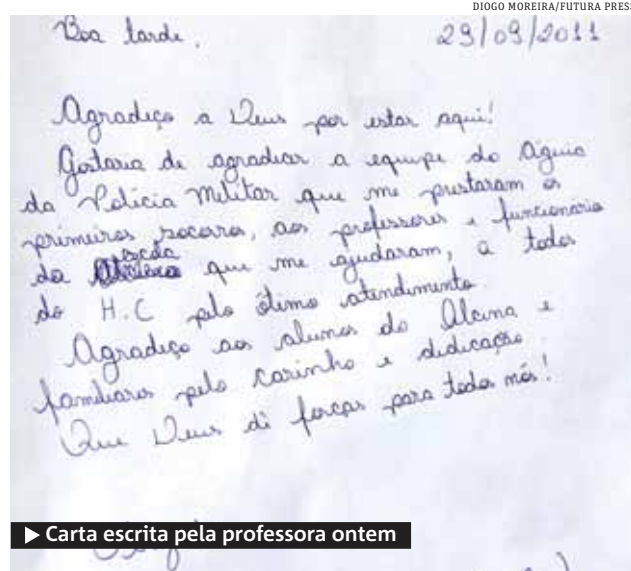 DIOGO MOREIRA/FUTURA PRESS
Boa tarde, 29/09/2011
Agradeço a Deus por estar aqui!
Gostaria de agradecer a equipe do Águia
da Polícia Militar que me prestaram os
primeiros socoros, aos professores e funcionário
da escola que me ajudaram, a todos
do H.C pelo ótimo atendimento.
Agradeço aos alunos do Alcina e
familiares pelo carinho e dedicação.
Que Deus dê forças para todos nós!
▶ Carta escrita pela professora ontem